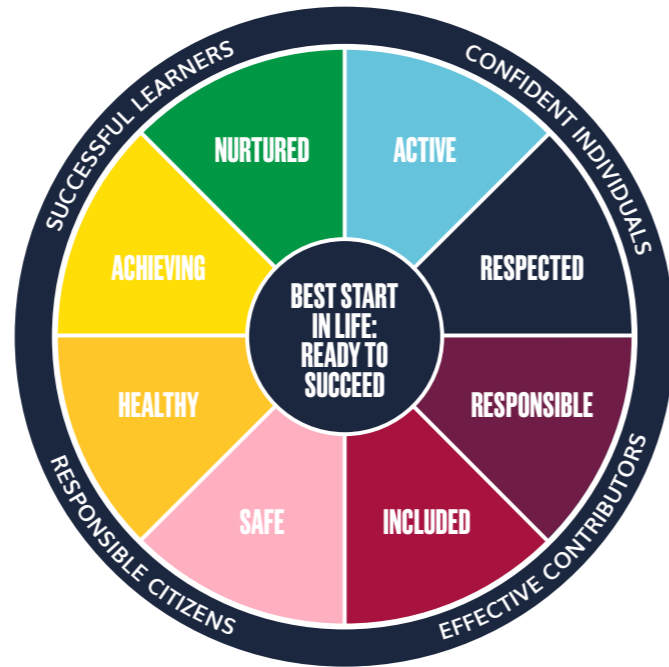 SUCCESSFUL LEARNERS
CONFIDENT INDIVIDUALS
NURTURED
ACTIVE
ACHIEVING
RESPECTED
BEST START
IN LIFE:
READY TO
SUCCEED
HEALTHY
RESPONSIBLE
SAFE
INCLUDED
RESPONSIBLE CITIZENS
EFFECTIVE CONTRIBUTORS